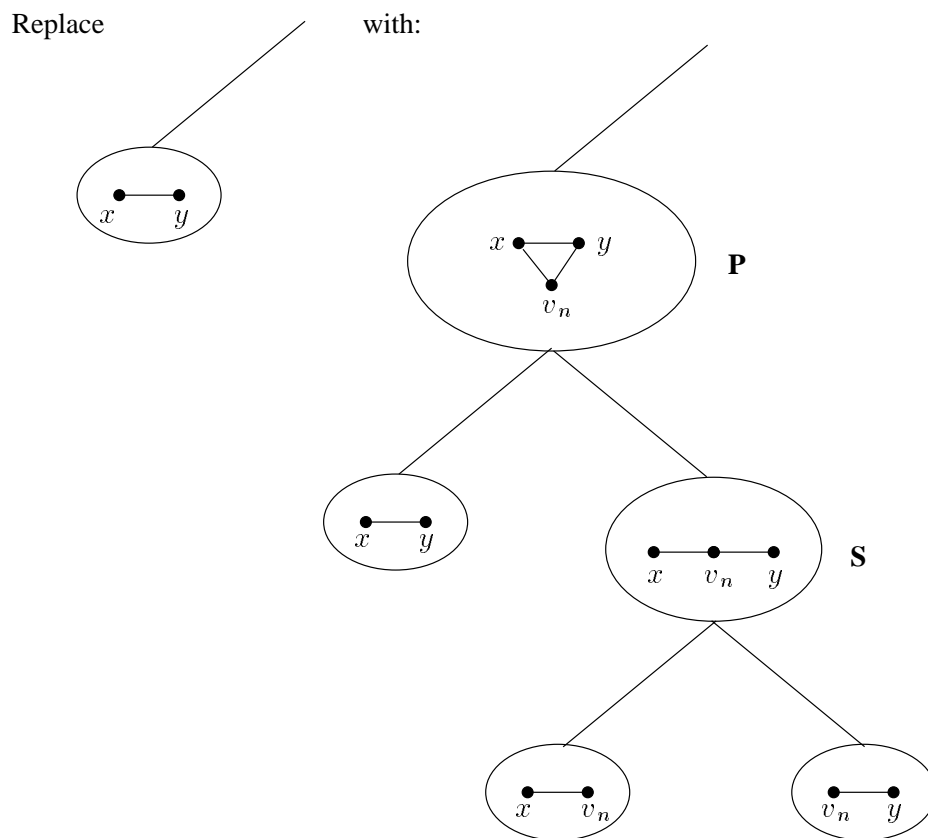 Replace with:
x y
x y
P
v_n
x y
x v_n y
S
x v_n
v_n y